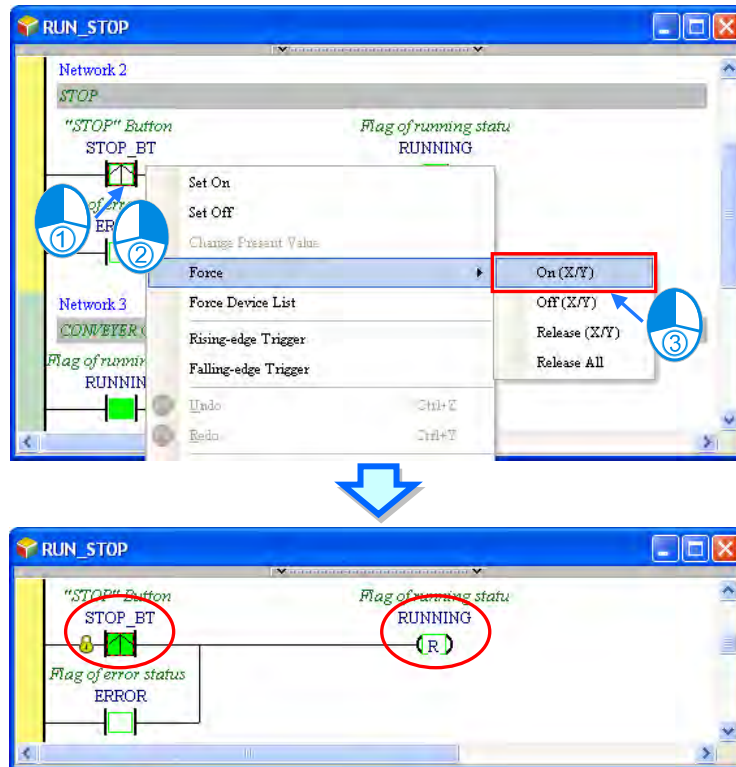 RUN_STOP
Network 2
STOP
"STOP" Button
Flag of running statu
STOP_BT
RUNNING
Set On
Set Off
Change Present Value
Force
On (X/Y)
Off (X/Y)
Release (X/Y)
Release All
Force Device List
Rising-edge Trigger
Falling-edge Trigger
Undo
Ctrl+Z
Redo
Ctrl+Y
①
②
③
of err
ER
Network 3
CONVEYER (
Flag of runnin
RUNNIN
RUN_STOP
"STOP" Button
Flag of running statu
STOP_BT
RUNNING
R
Flag of error status
ERROR